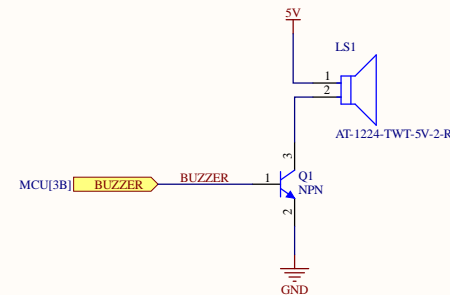 5V
LS1
1
2
AT-1224-TWT-5V-2-R
3
MCU[3B] BUZZER BUZZER 1 Q1
NPN
2
GND